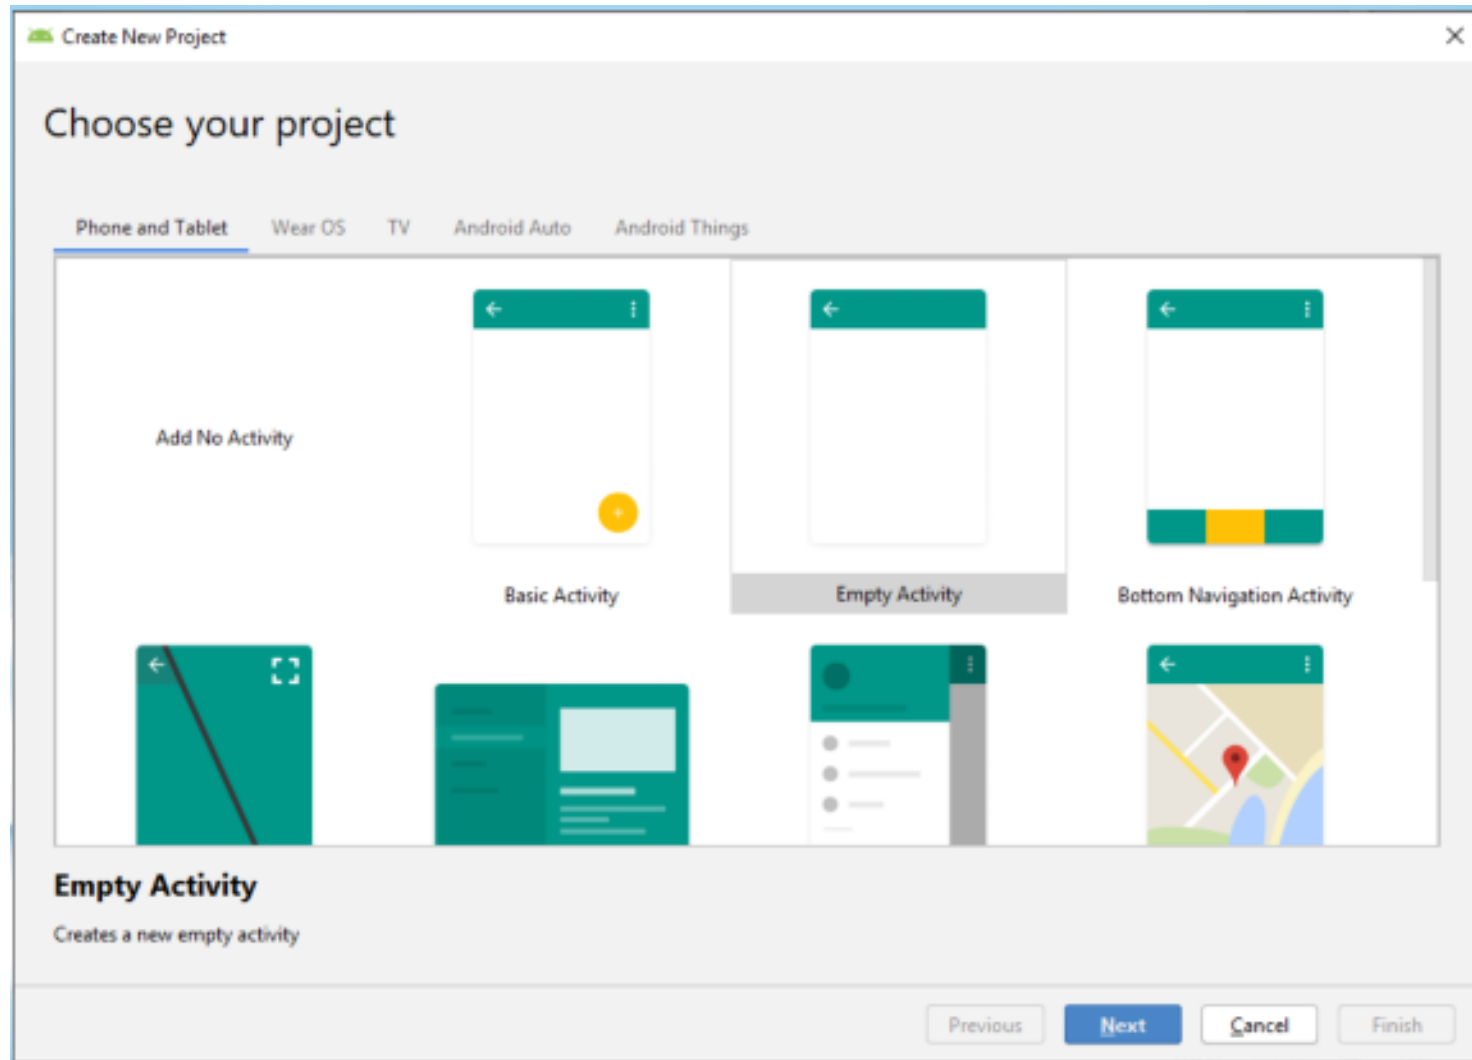 Create New Project
Choose your project
Phone and Tablet Wear OS TV Android Auto Android Things
Add No Activity
Basic Activity
Empty Activity
Bottom Navigation Activity
Empty Activity
Creates a new empty activity
Previous Next Cancel Finish